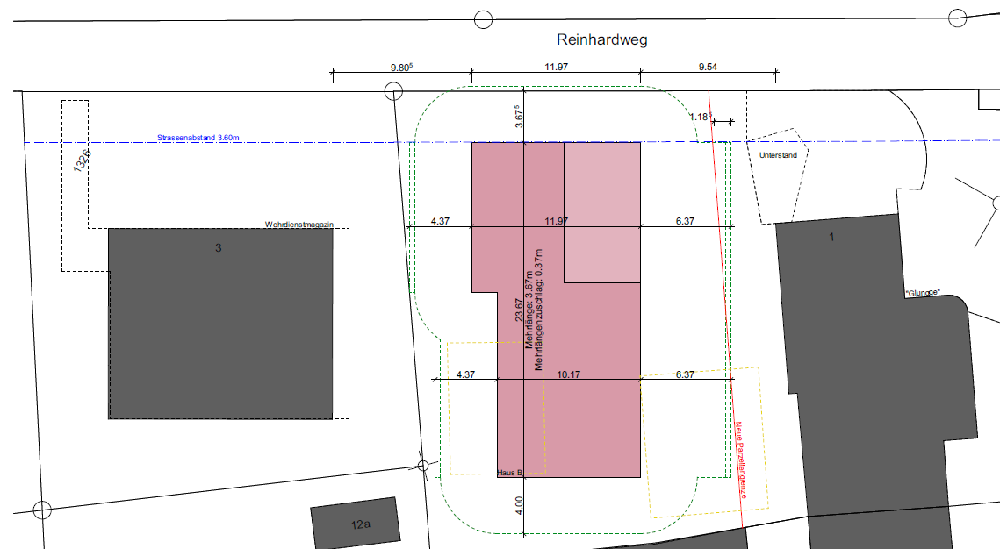 Reinhardweg
9.80⁵
11.97
9.54
3.67⁵
1.18⁵
Strassenabstand 3.60m
1326
Unterstand
4.37
11.97
6.37
Wehrdienstmagazin
3
1
"Glungge"
23.67
Mehrlänge: 3.67m
Mehrlängenzuschlag: 0.37m
4.37
10.17
6.37
Neue Parzellengrenze
Haus B
4.00
12a